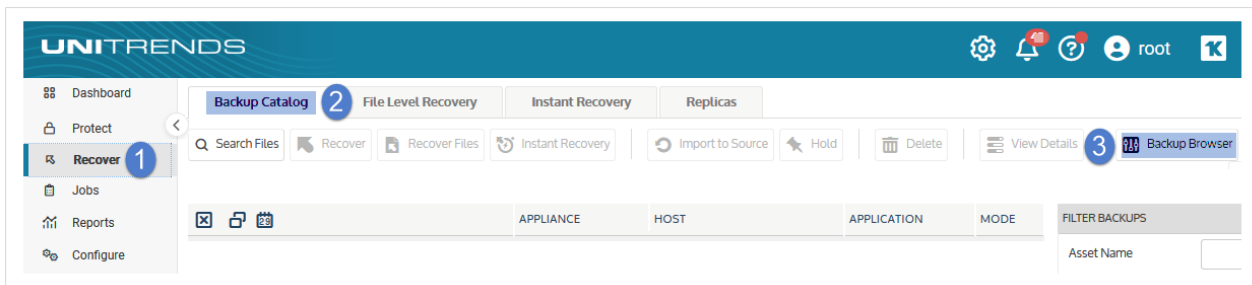 UNITRENDS
48
root
Dashboard
Backup Catalog 2 File Level Recovery Instant Recovery Replicas
Protect
Search Files Recover Recover Files Instant Recovery Import to Source Hold Delete View Details 3 Backup Browser
Recover 1
Jobs
29 APPLIANCE HOST APPLICATION MODE FILTER BACKUPS
Reports
Configure
Asset Name